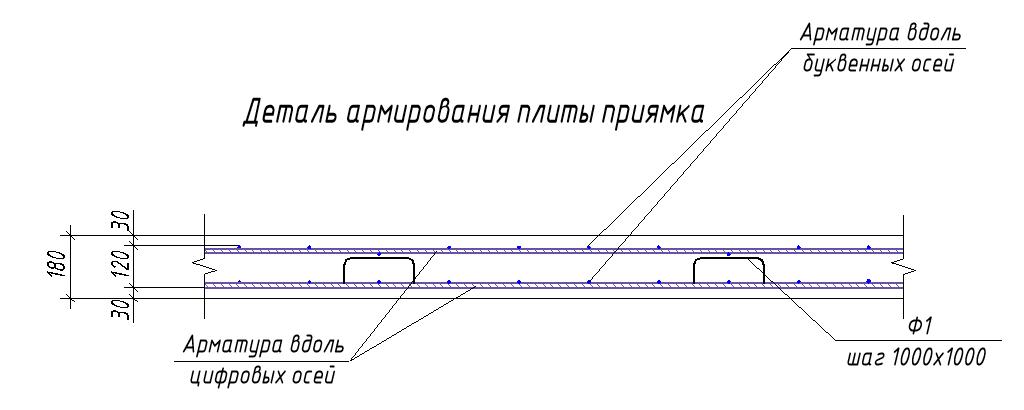 Арматура вдоль
буквенных осей
Деталь армирования плиты приямка
30
180
120
30
Арматура вдоль
цифровых осей
Ф1
шаг 1000х1000